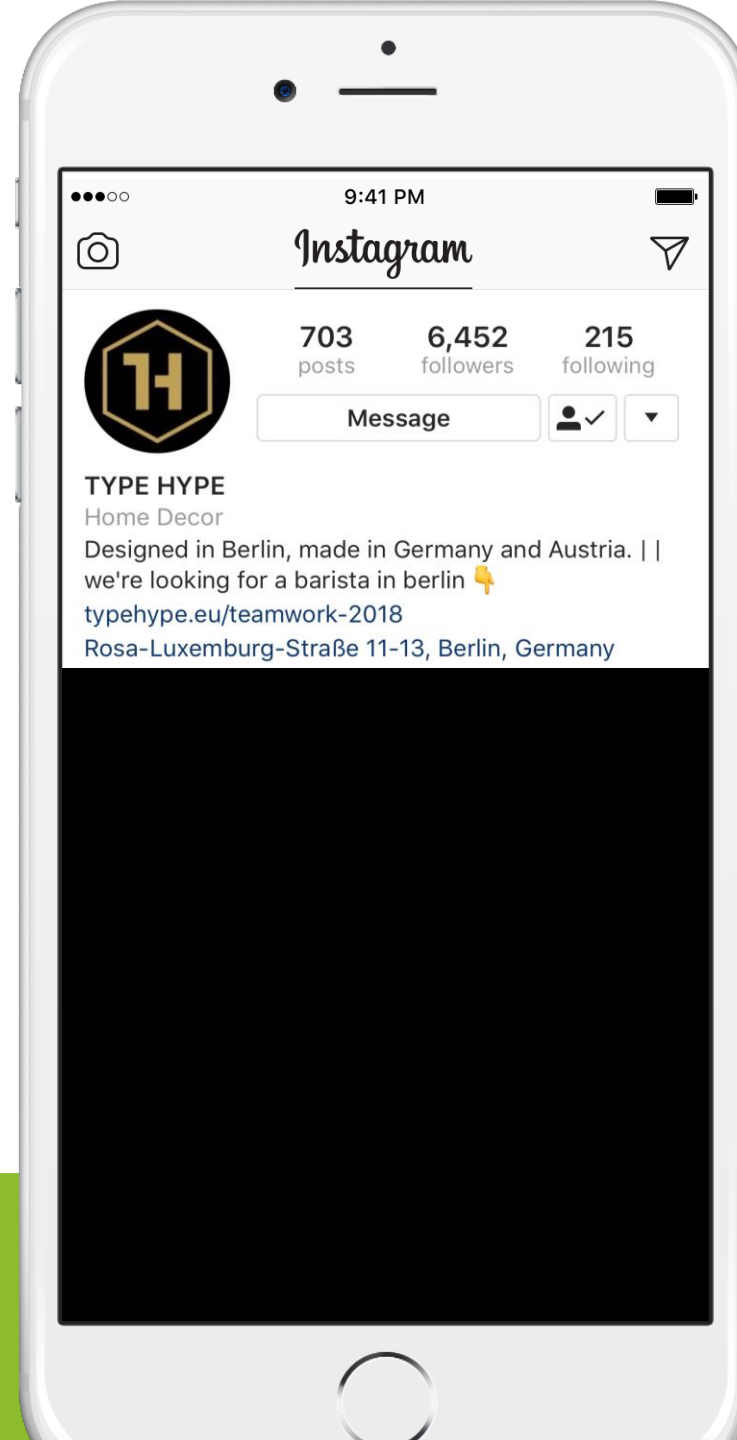 9:41 PM
Instagram
TH
703 6,452 215
posts followers following
Message
TYPE HYPE
Home Decor
Designed in Berlin, made in Germany and Austria. | |
we're looking for a barista in berlin 👇
typehype.eu/teamwork-2018
Rosa-Luxemburg-Straße 11-13, Berlin, Germany